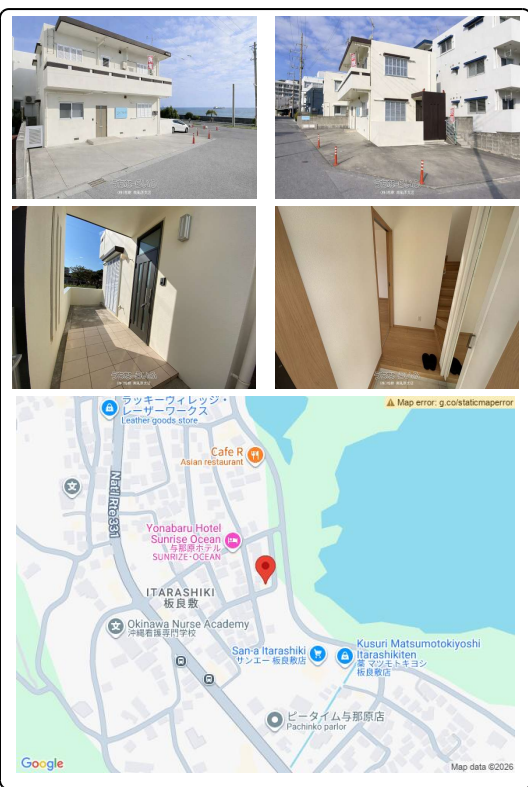 ⚠ Map error: g.co/staticmaperror
ラッキーヴィレッジ・
レーザーワークス
Leather goods store
Cafe R
Asian restaurant
Nat'l Rte 331
Yonabaru Hotel
Sunrise Ocean
与那原ホテル
SUNRIZE-OCEAN
ITARASHIKI
板良敷
Okinawa Nurse Academy
沖縄看護専門学校
San-a Itarashiki
サンエー 板良敷店
Kusuri Matsumotokiyoshi
Itarashikiten
薬 マツモトキヨシ
板良敷店
ピータイム与那原店
Pachinko parlor
Google
Map data ©2026